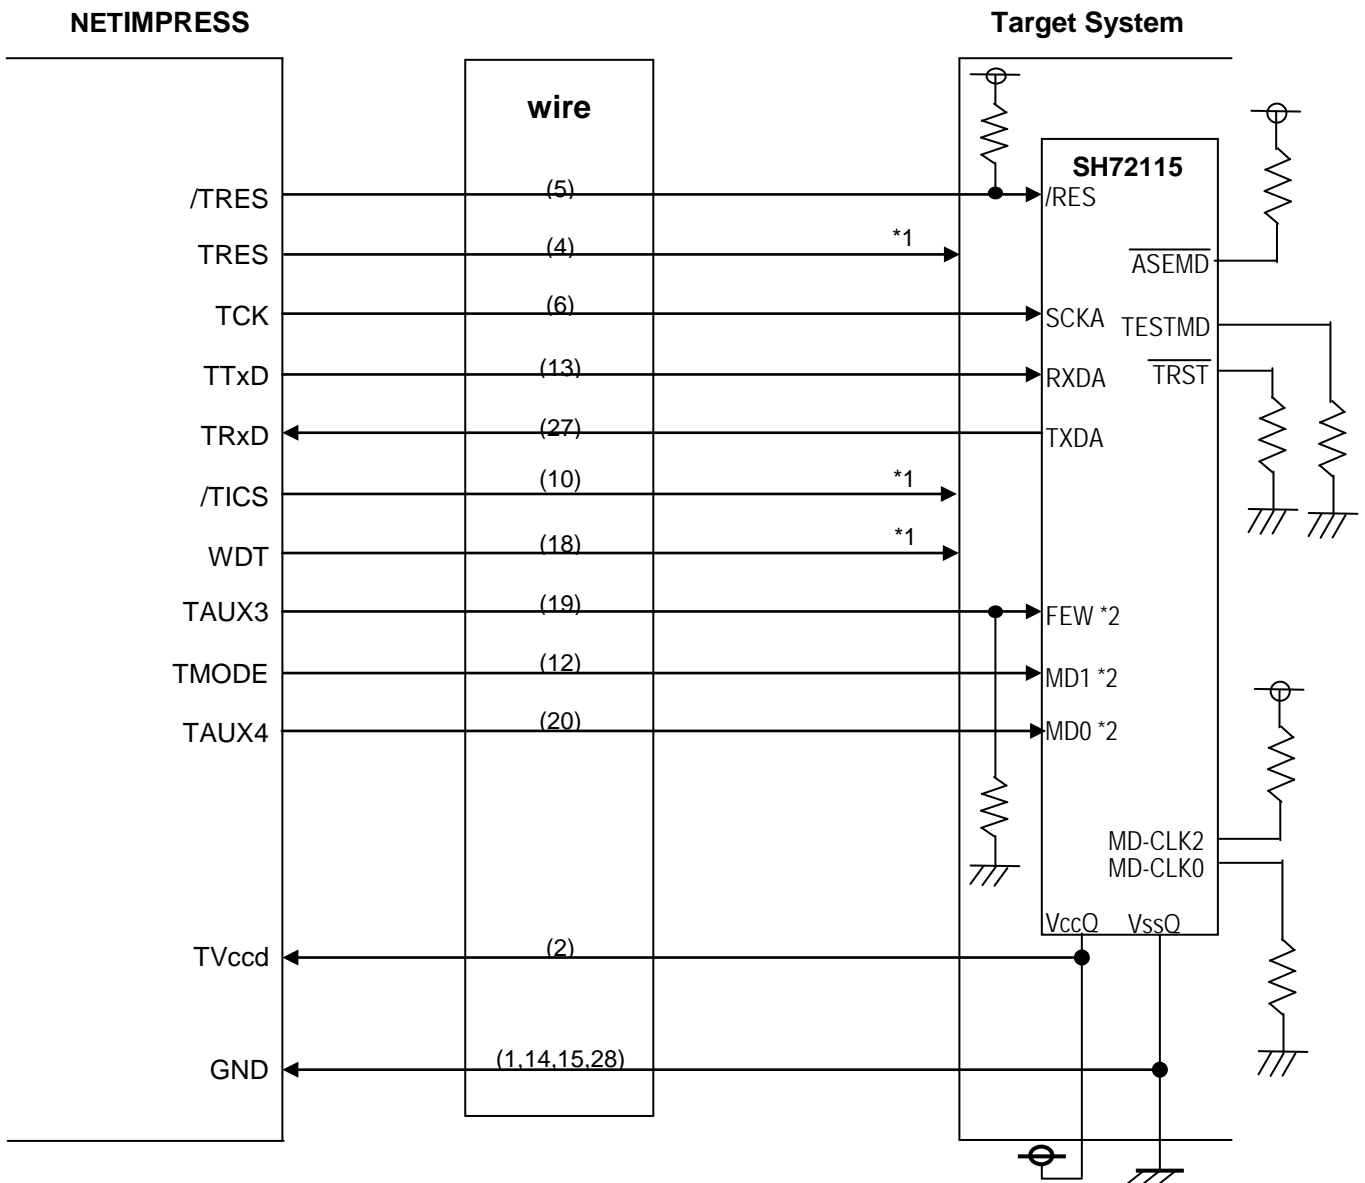 NETIMPRESS
Target System
wire
SH72115
/TRES
(5)
/RES
TRES
(4)
*1
ASEMD
TCK
(6)
SCKA
TESTMD
TTxD
(13)
RXDA
TRST
TRxD
(27)
TXDA
/TICS
(10)
*1
WDT
(18)
*1
TAUX3
(19)
FEW *2
TMODE
(12)
MD1 *2
TAUX4
(20)
MD0 *2
MD-CLK2
MD-CLK0
VccQ
VssQ
TVccd
(2)
GND
(1,14,15,28)